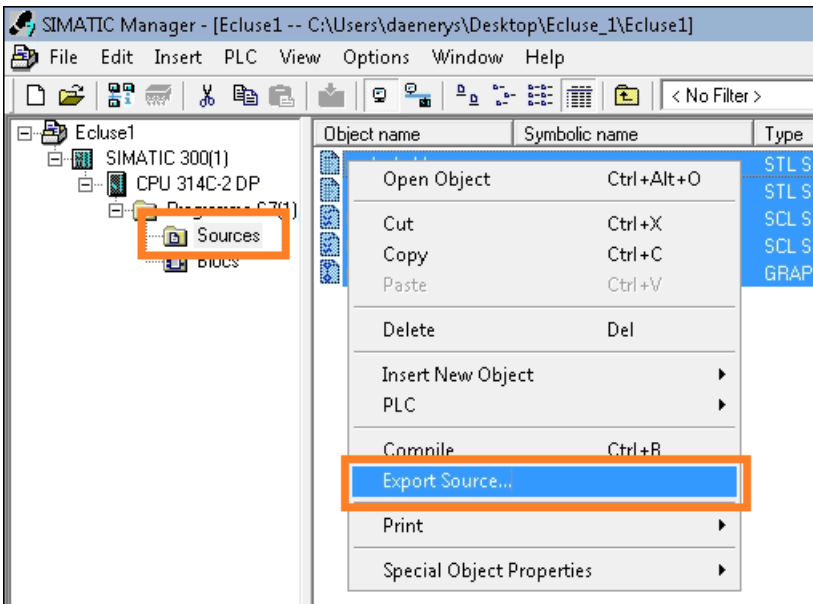 SIMATIC Manager - [Ecluse1 -- C:\Users\daenerys\Desktop\Ecluse_1\Ecluse1]
File Edit Insert PLC View Options Window Help
< No Filter >
Ecluse1
SIMATIC 300(1)
CPU 314C-2 DP
S7(1)
Sources
Blocs
Object name Symbolic name Type
STL S
STL S
SCL S
SCL S
GRAP
Open Object Ctrl+Alt+O
Cut Ctrl+X
Copy Ctrl+C
Paste Ctrl+V
Delete Del
Insert New Object
PLC
Compile Ctrl+B
Export Source...
Print
Special Object Properties